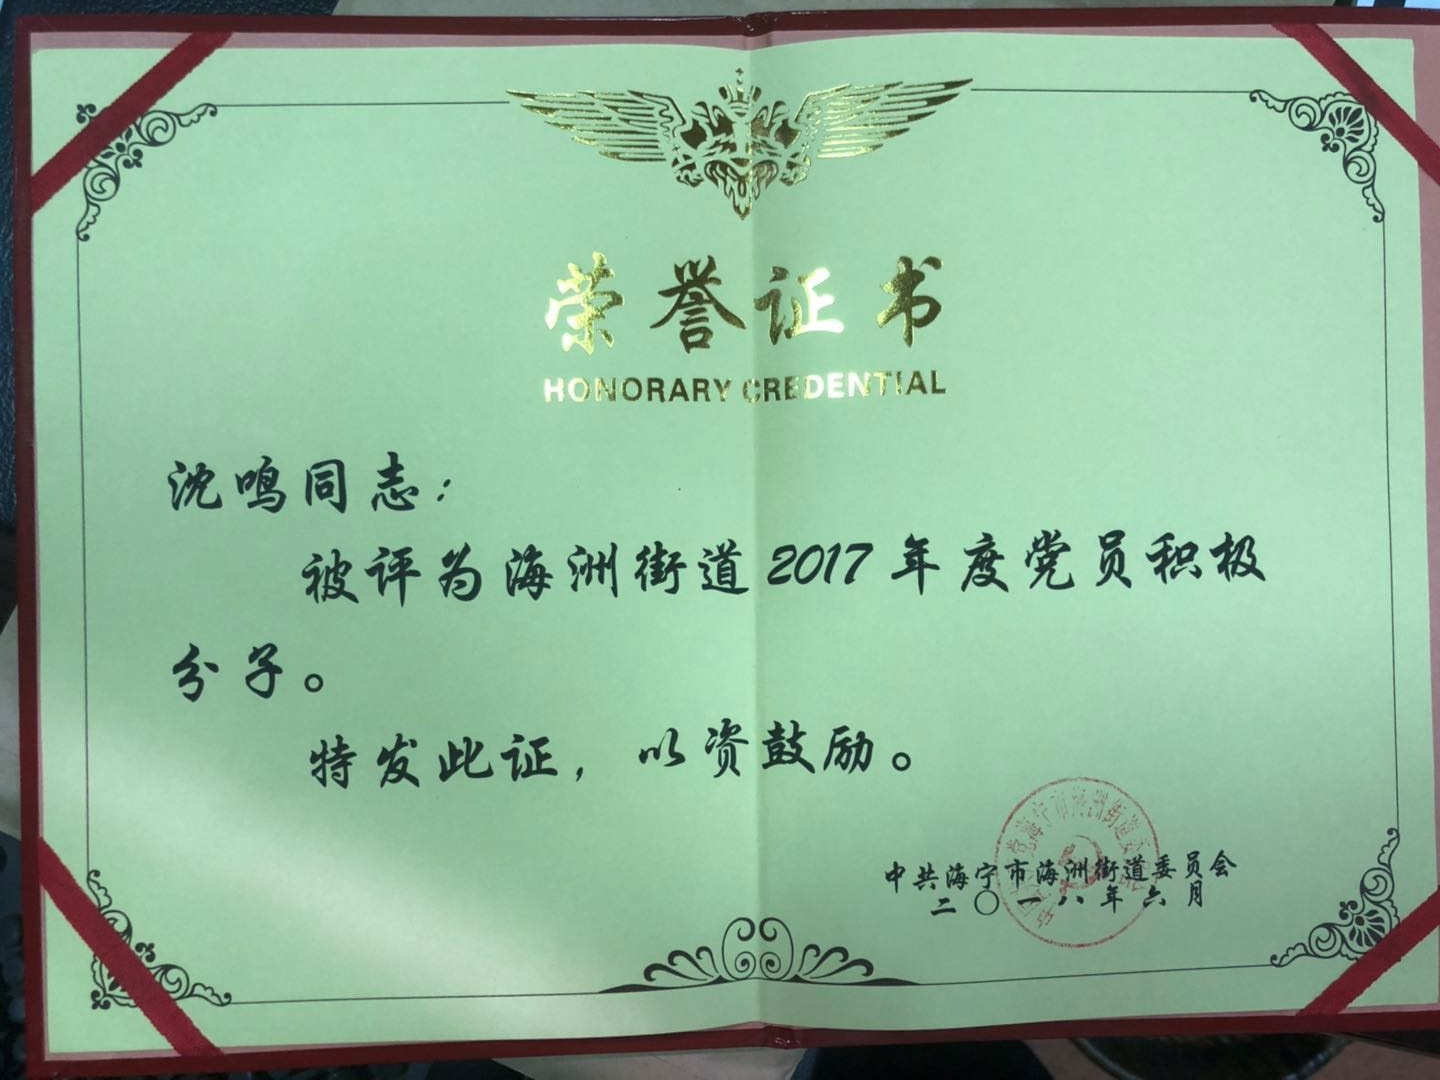 荣誉证书
HONORARY CREDENTIAL
沈鸣同志：
被评为海洲街道2017年度党员积极
分子。
特发此证，以资鼓励。
中共海宁市海洲街道委员会
二〇一八年六月